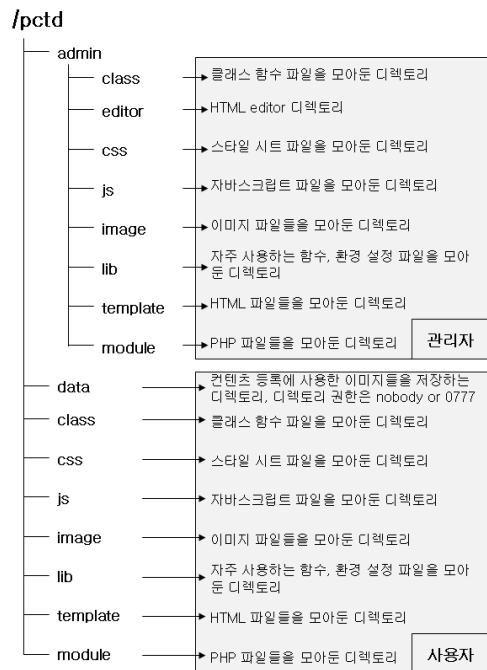 /pctd
admin
class 클래스 함수 파일을 모아둔 디렉토리
editor HTML editor 디렉토리
css 스타일 시트 파일을 모아둔 디렉토리
js 자바스크립트 파일을 모아둔 디렉토리
image 이미지 파일들을 모아둔 디렉토리
lib 자주 사용하는 함수, 환경 설정 파일을 모아
둔 디렉토리
template HTML 파일들을 모아둔 디렉토리
module PHP 파일들을 모아둔 디렉토리 관리자
data 컨텐츠 등록에 사용한 이미지들을 저장하는
디렉토리, 디렉토리 권한은 nobody or 0777
class 클래스 함수 파일을 모아둔 디렉토리
css 스타일 시트 파일을 모아둔 디렉토리
js 자바스크립트 파일을 모아둔 디렉토리
image 이미지 파일들을 모아둔 디렉토리
lib 자주 사용하는 함수, 환경 설정 파일을 모아
둔 디렉토리
template HTML 파일들을 모아둔 디렉토리
module PHP 파일들을 모아둔 디렉토리 사용자